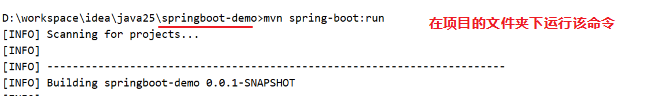 D:\workspace\idea\java25\springboot-demo>mvn spring-boot:run
在项目的文件夹下运行该命令
[INFO] Scanning for projects...
[INFO]
[INFO] ------------------------------------------------------------------------
[INFO] Building springboot-demo 0.0.1-SNAPSHOT